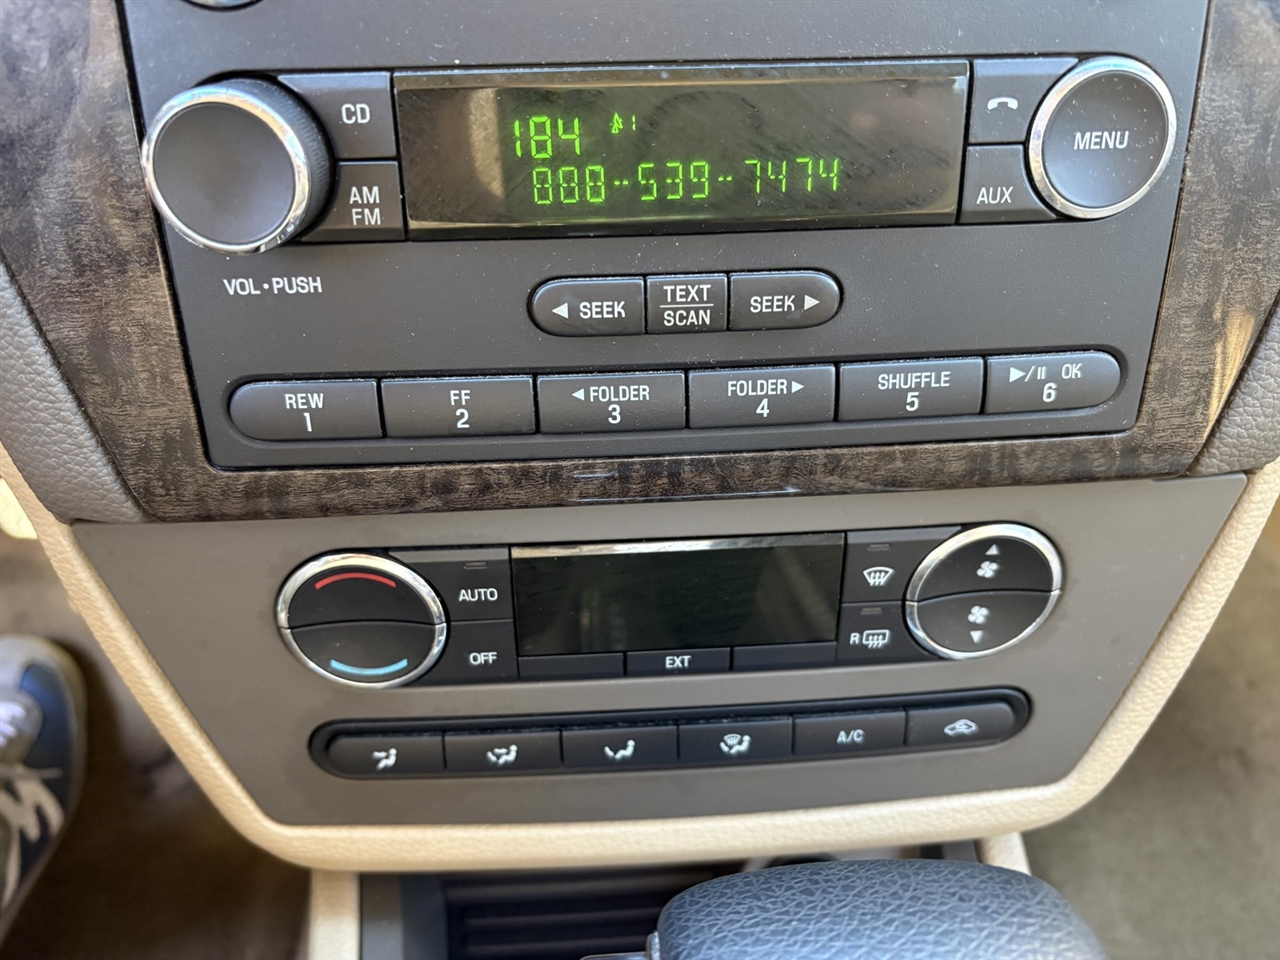 CD
184 1
888-539-7474
MENU
AM
FM
AUX
VOL•PUSH
◀ SEEK
TEXT
SCAN
SEEK ▶
REW
1
FF
2
◀ FOLDER
3
FOLDER ▶
4
SHUFFLE
5
▶/II OK
6
AUTO
OFF
EXT
R
A/C